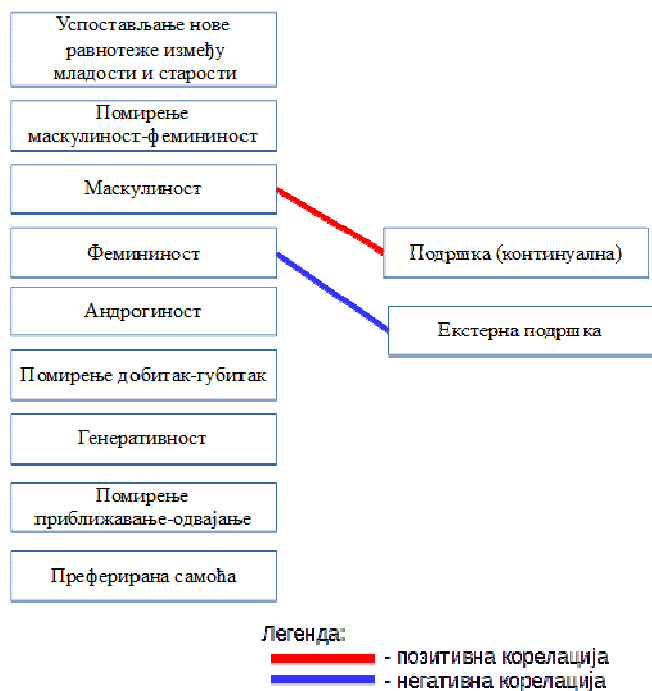 Успостављање нове
равнотеже између
младости и старости
Помирење
маскулиност-фемининост
Маскулиност
Фемининост
Андрогиност
Помирење добитак-губитак
Генеративност
Помирење
приближавање-одвајање
Преферирана самоћа
Подршка (континуална)
Екстерна подршка
Легенда:
- позитивна корелација
- негативна корелација